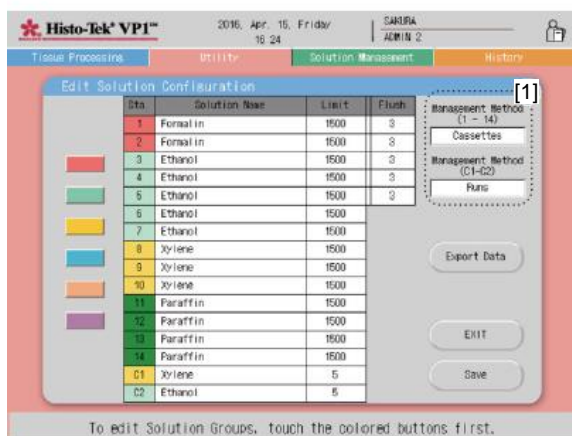 Histo-Tek® VP1™
2016, Apr. 15, Friday
16 24
SAKURA
ADMIN 2
Tissue Processing
Utility
Solution Management
History
Edit Solution Configuration
[1]
Sta. Solution Name Limit Flush
1 Formalin 1500 3
2 Formalin 1500 3
3 Ethanol 1500 3
4 Ethanol 1500 3
5 Ethanol 1500 3
6 Ethanol 1500
7 Ethanol 1500
8 Xylene 1500
9 Xylene 1500
10 Xylene 1500
11 Paraffin 1500
12 Paraffin 1500
13 Paraffin 1500
14 Paraffin 1500
C1 Xylene 5
C2 Ethanol 5
Management Method
(1 - 14)
Cassettes
Management Method
(C1-C2)
Runs
Export Data
EXIT
Save
To edit Solution Groups, touch the colored buttons first.